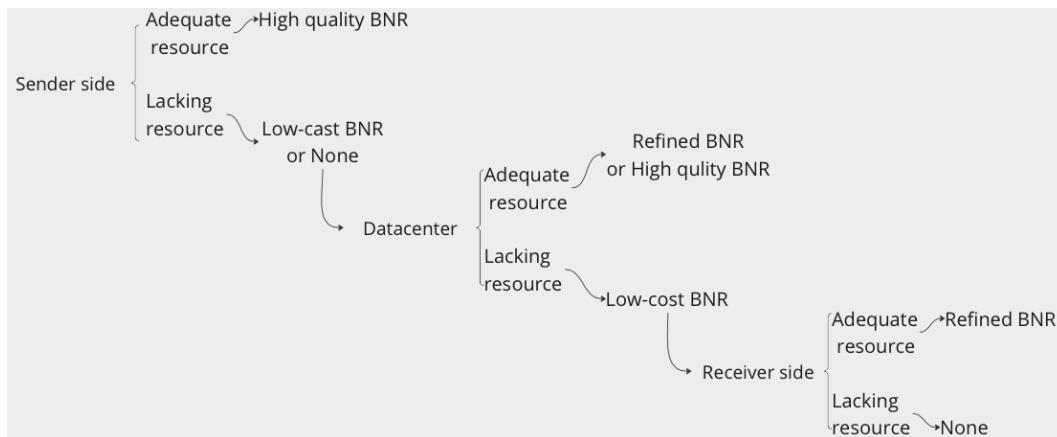 Adequate
resource
High quality BNR
Sender side
Lacking
resource
Low-cast BNR
or None
Datacenter
Adequate
resource
Refined BNR
or High qulity BNR
Lacking
resource
Low-cost BNR
Receiver side
Adequate
resource
Refined BNR
Lacking
resource
None